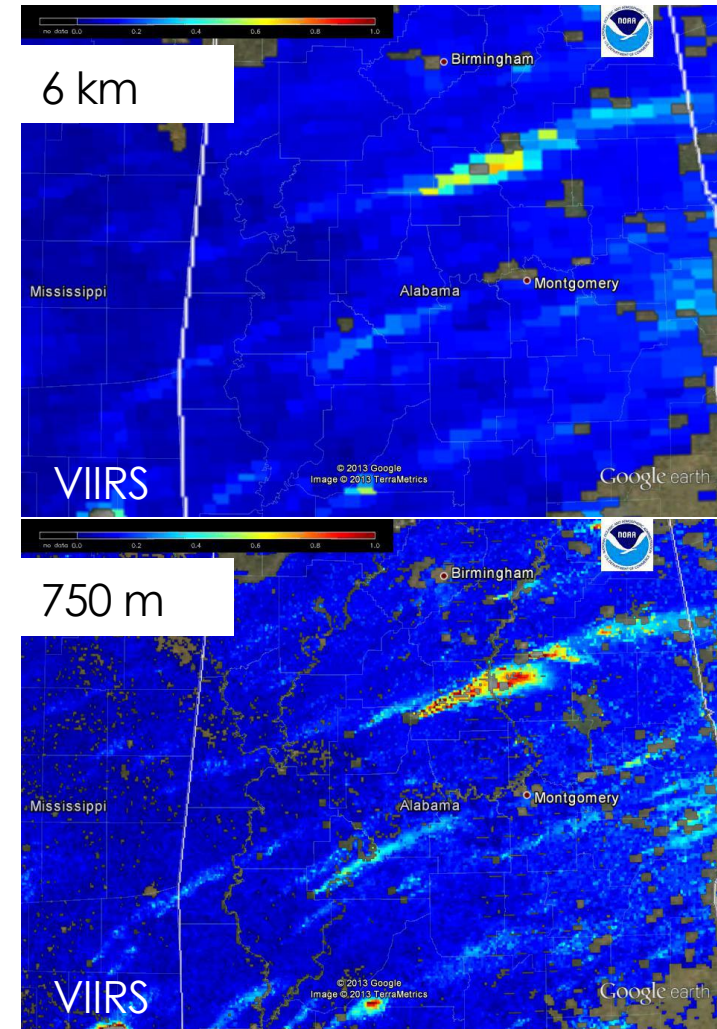 no data 0.0 0.2 0.4 0.6 0.8 1.0
NOAA
6 km
Birmingham
Mississippi
Alabama
Montgomery
VIIRS
© 2013 Google
Image © 2013 TerraMetrics
Google earth
no data 0.0 0.2 0.4 0.6 0.8 1.0
NOAA
750 m
Birmingham
Mississippi
Alabama
Montgomery
VIIRS
© 2013 Google
Image © 2013 TerraMetrics
Google earth